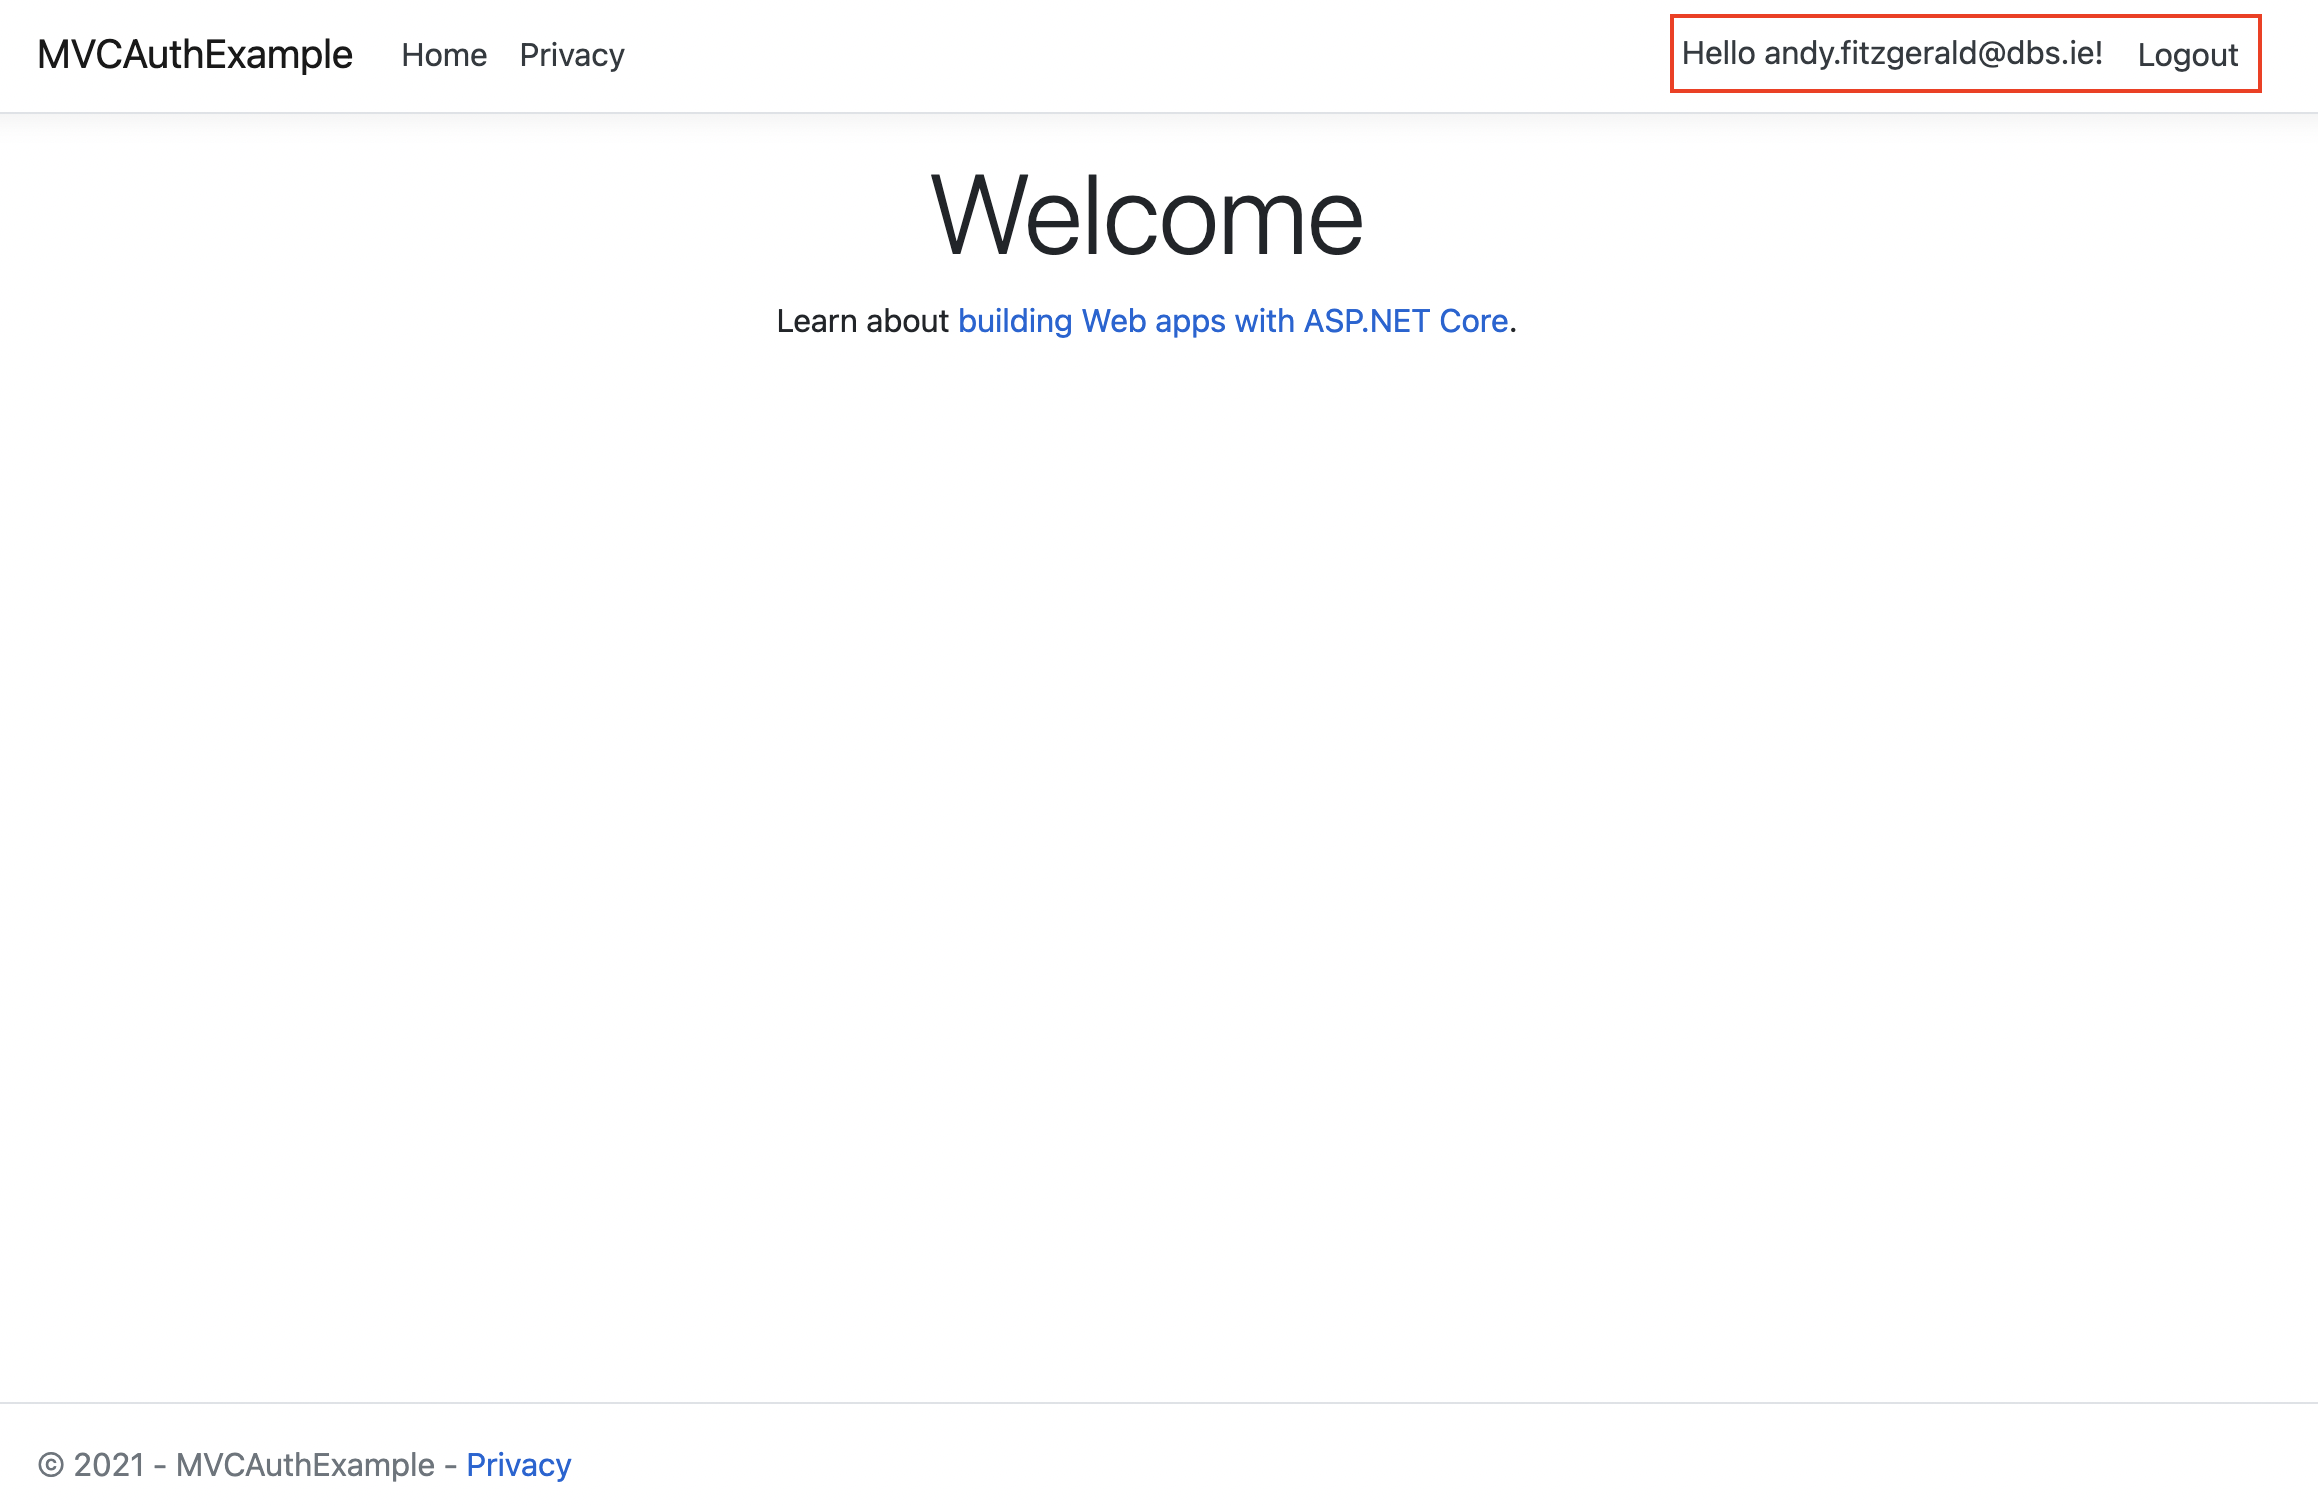 MVCAuthExample Home Privacy Hello andy.fitzgerald@dbs.ie! Logout
Welcome
Learn about building Web apps with ASP.NET Core.
© 2021 - MVCAuthExample - Privacy